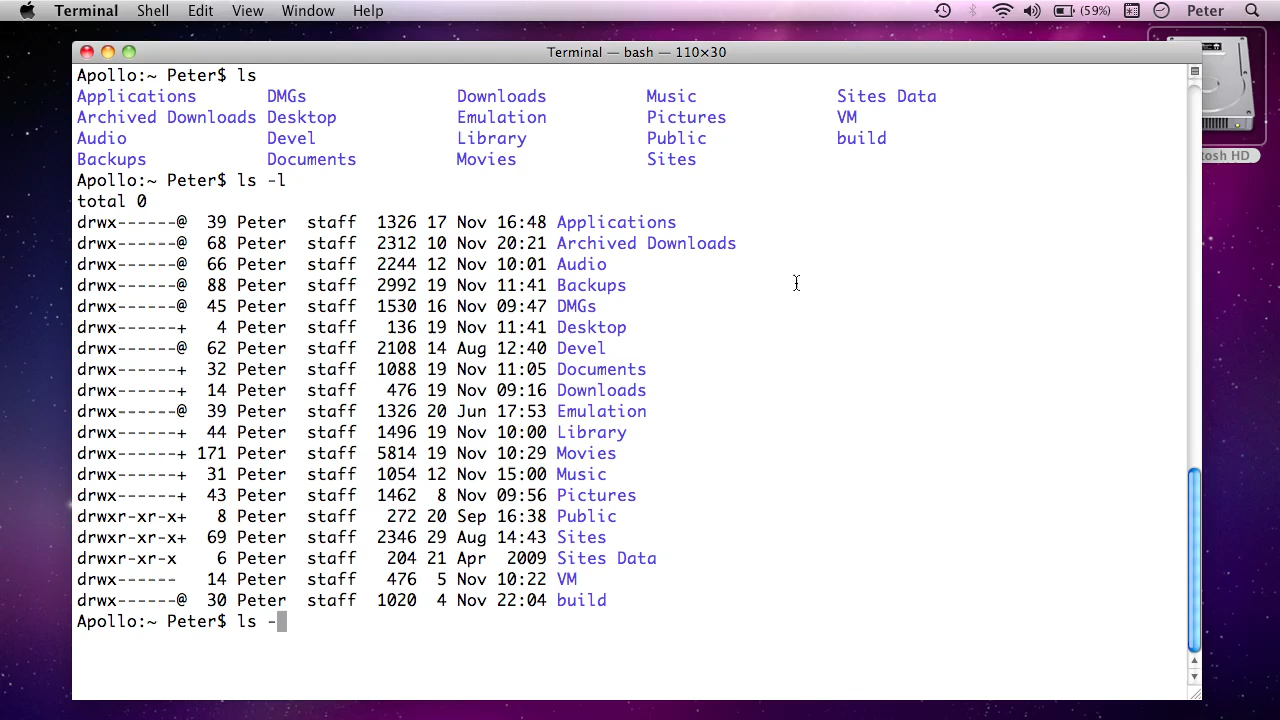 Terminal Shell Edit View Window Help (59%) Peter
Terminal — bash — 110×30
Apollo:~ Peter$ ls
Applications DMGs Downloads Music Sites Data
Archived Downloads Desktop Emulation Pictures VM
Audio Devel Library Public build
Backups Documents Movies Sites
Apollo:~ Peter$ ls -l
total 0
drwx------@ 39 Peter staff 1326 17 Nov 16:48 Applications
drwx------@ 68 Peter staff 2312 10 Nov 20:21 Archived Downloads
drwx------@ 66 Peter staff 2244 12 Nov 10:01 Audio
drwx------@ 88 Peter staff 2992 19 Nov 11:41 Backups
drwx------@ 45 Peter staff 1530 16 Nov 09:47 DMGs
drwx------+ 4 Peter staff 136 19 Nov 11:41 Desktop
drwx------@ 62 Peter staff 2108 14 Aug 12:40 Devel
drwx------+ 32 Peter staff 1088 19 Nov 11:05 Documents
drwx------+ 14 Peter staff 476 19 Nov 09:16 Downloads
drwx------@ 39 Peter staff 1326 20 Jun 17:53 Emulation
drwx------+ 44 Peter staff 1496 19 Nov 10:00 Library
drwx------+ 171 Peter staff 5814 19 Nov 10:29 Movies
drwx------+ 31 Peter staff 1054 12 Nov 15:00 Music
drwx------+ 43 Peter staff 1462 8 Nov 09:56 Pictures
drwxr-xr-x+ 8 Peter staff 272 20 Sep 16:38 Public
drwxr-xr-x+ 69 Peter staff 2346 29 Aug 14:43 Sites
drwxr-xr-x 6 Peter staff 204 21 Apr 2009 Sites Data
drwx------ 14 Peter staff 476 5 Nov 10:22 VM
drwx------@ 30 Peter staff 1020 4 Nov 22:04 build
Apollo:~ Peter$ ls -
tosh HD